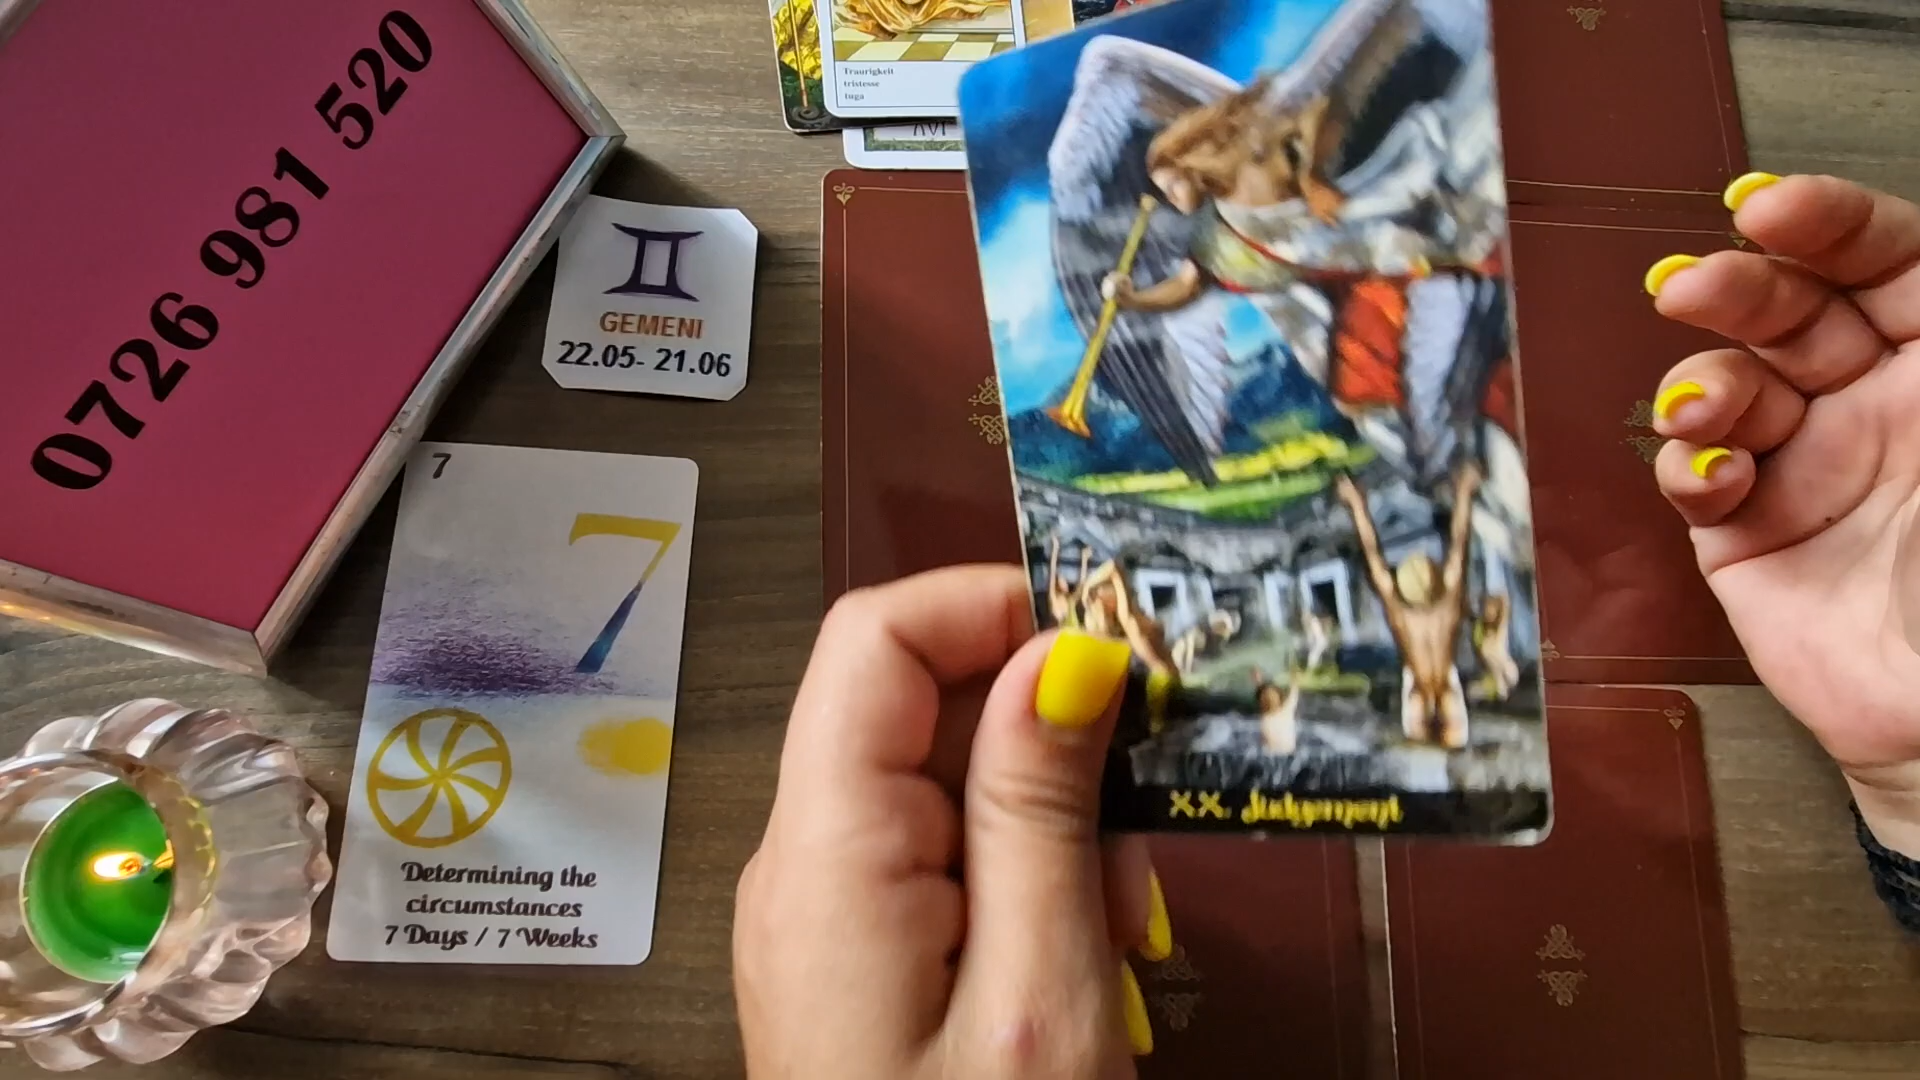 0726 981 520
Traurigkeit
tristesse
tuga
GEMENI
22.05- 21.06
7
7
Determining the
circumstances
7 Days / 7 Weeks
XX. Judgement